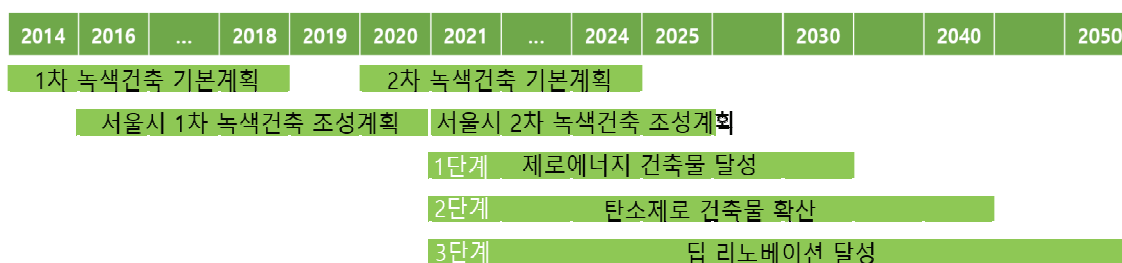 2014 2016 ... 2018 2019 2020 2021 ... 2024 2025 2030 2040 2050
1차 녹색건축 기본계획 2차 녹색건축 기본계획
서울시 1차 녹색건축 조성계획 서울시 2차 녹색건축 조성계획
1단계 제로에너지 건축물 달성
2단계 탄소제로 건축물 확산
3단계 딥 리노베이션 달성